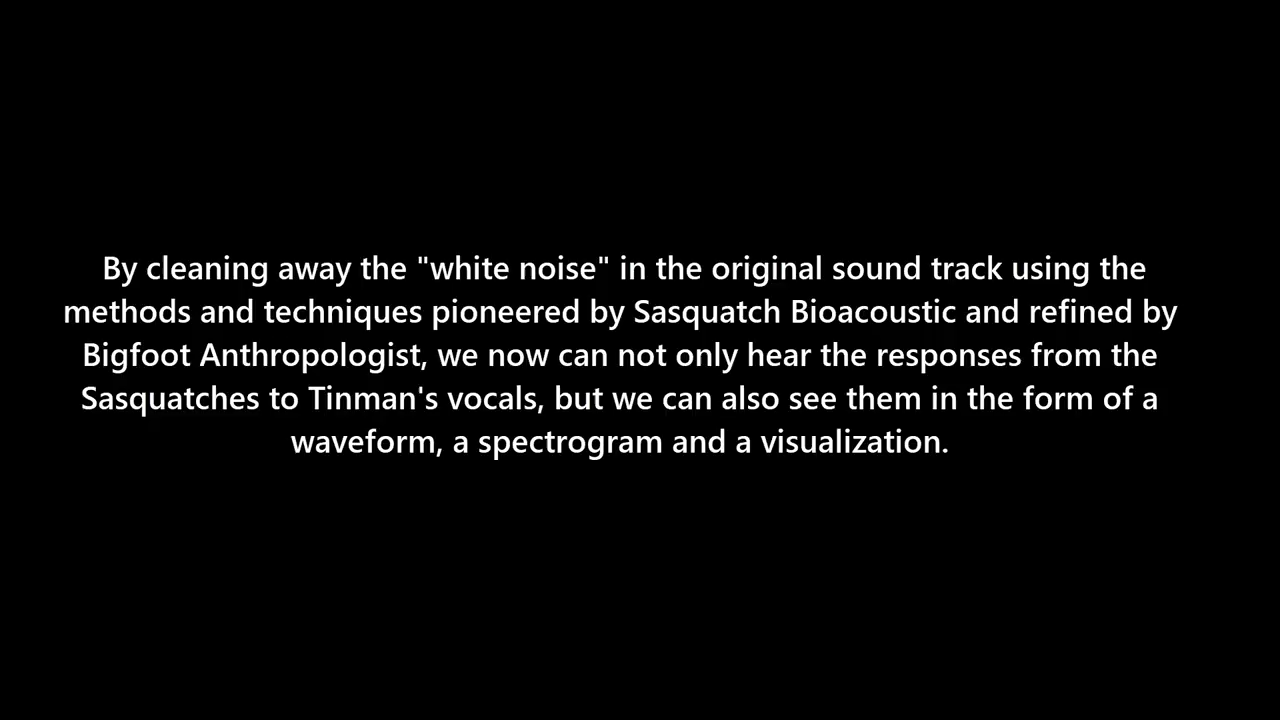 By cleaning away the "white noise" in the original sound track using the
methods and techniques pioneered by Sasquatch Bioacoustic and refined by
Bigfoot Anthropologist, we now can not only hear the responses from the
Sasquatches to Tinman's vocals, but we can also see them in the form of a
waveform, a spectrogram and a visualization.